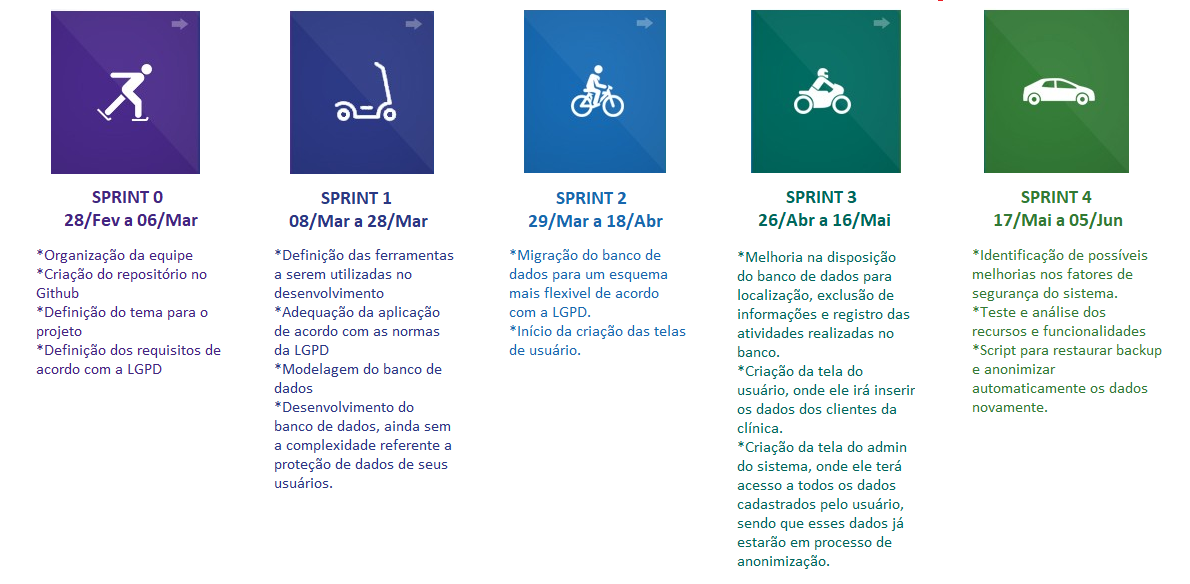 SPRINT 0
28/Fev a 06/Mar
*Organização da equipe
*Criação do repositório no
Github
*Definição do tema para o
projeto
*Definição dos requisitos de
acordo com a LGPD
SPRINT 1
08/Mar a 28/Mar
*Definição das ferramentas
a serem utilizadas no
desenvolvimento
*Adequação da aplicação
de acordo com as normas
da LGPD
*Modelagem do banco de
dados
*Desenvolvimento do
banco de dados, ainda sem
a complexidade referente a
proteção de dados de seus
usuários.
SPRINT 2
29/Mar a 18/Abr
*Migração do banco de
dados para um esquema
mais flexivel de acordo
com a LGPD.
*Início da criação das telas
de usuário.
SPRINT 3
26/Abr a 16/Mai
*Melhoria na disposição
do banco de dados para
localização, exclusão de
informações e registro das
atividades realizadas no
banco.
*Criação da tela do
usuário, onde ele irá inserir
os dados dos clientes da
clínica.
*Criação da tela do admin
do sistema, onde ele terá
acesso a todos os dados
cadastrados pelo usuário,
sendo que esses dados já
estarão em processo de
anonimização.
SPRINT 4
17/Mai a 05/Jun
*Identificação de possíveis
melhorias nos fatores de
segurança do sistema.
*Teste e análise dos
recursos e funcionalidades
*Script para restaurar backup
e anonimizar
automaticamente os dados
novamente.